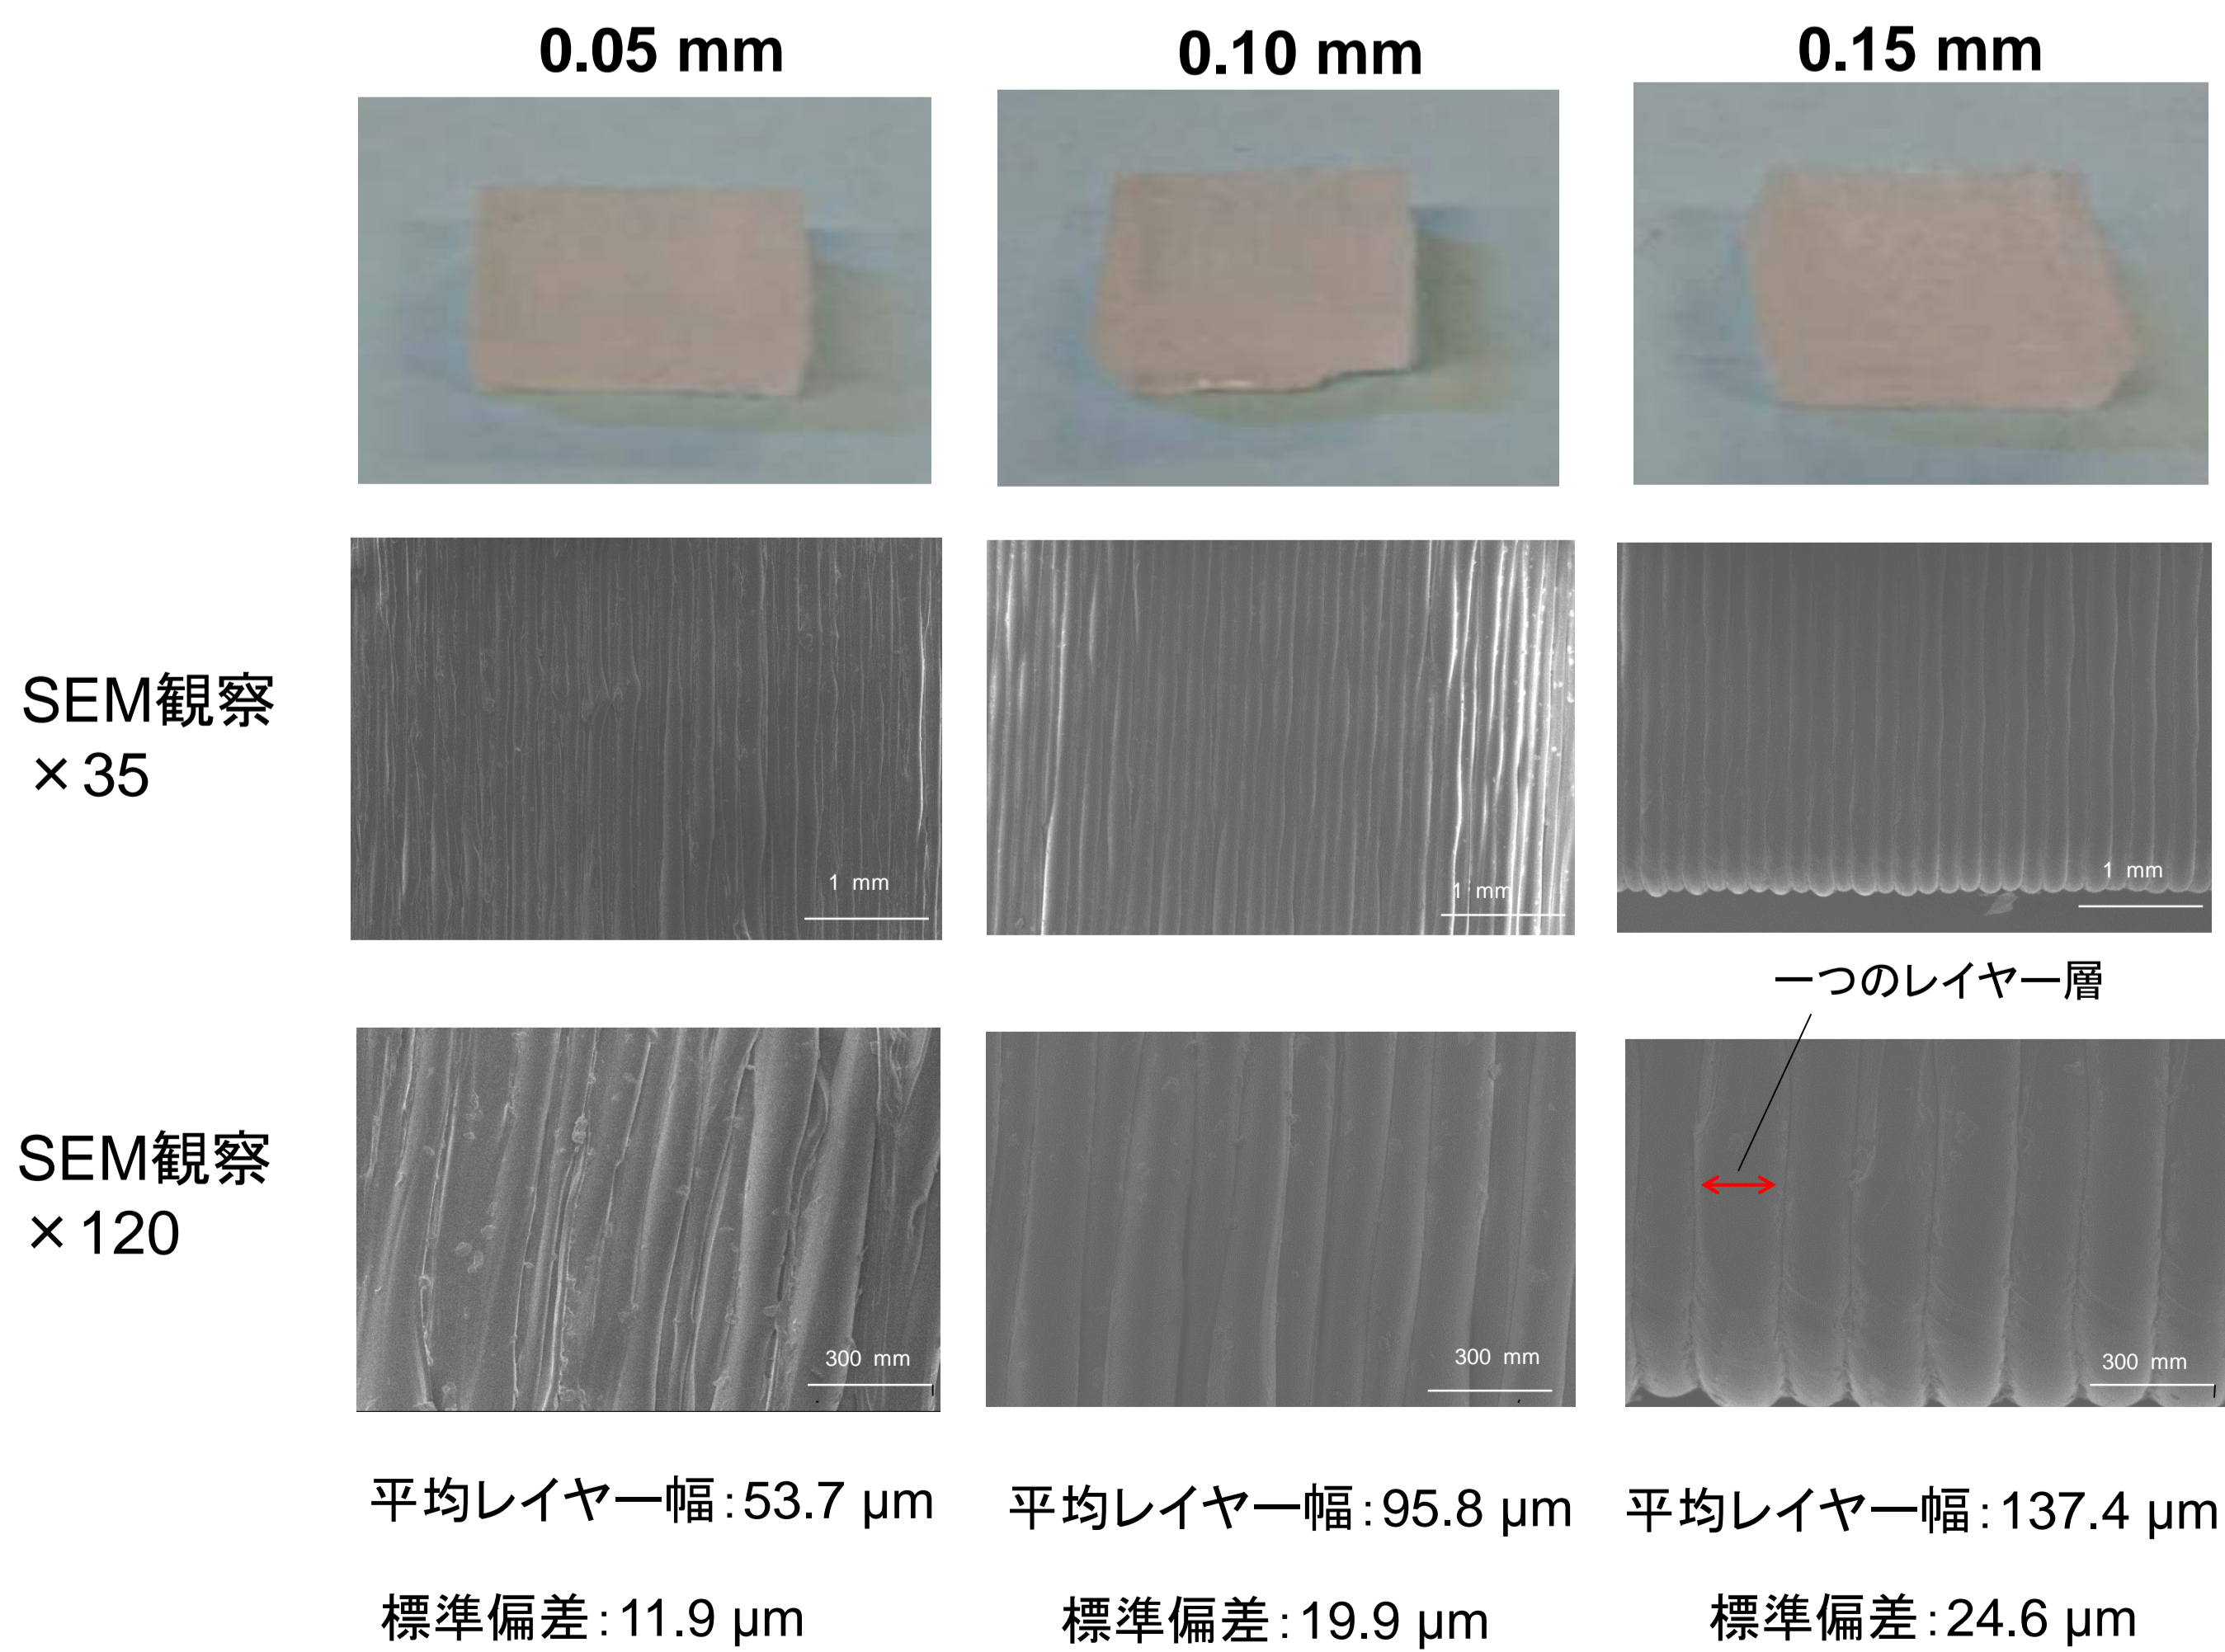 0.05 mm
0.10 mm
0.15 mm
SEM観察
×35
1 mm
1 mm
1 mm
一つのレイヤー層
SEM観察
×120
300 mm
300 mm
300 mm
平均レイヤー幅：53.7 μm
平均レイヤー幅：95.8 μm
平均レイヤー幅：137.4 μm
標準偏差：11.9 μm
標準偏差：19.9 μm
標準偏差：24.6 μm